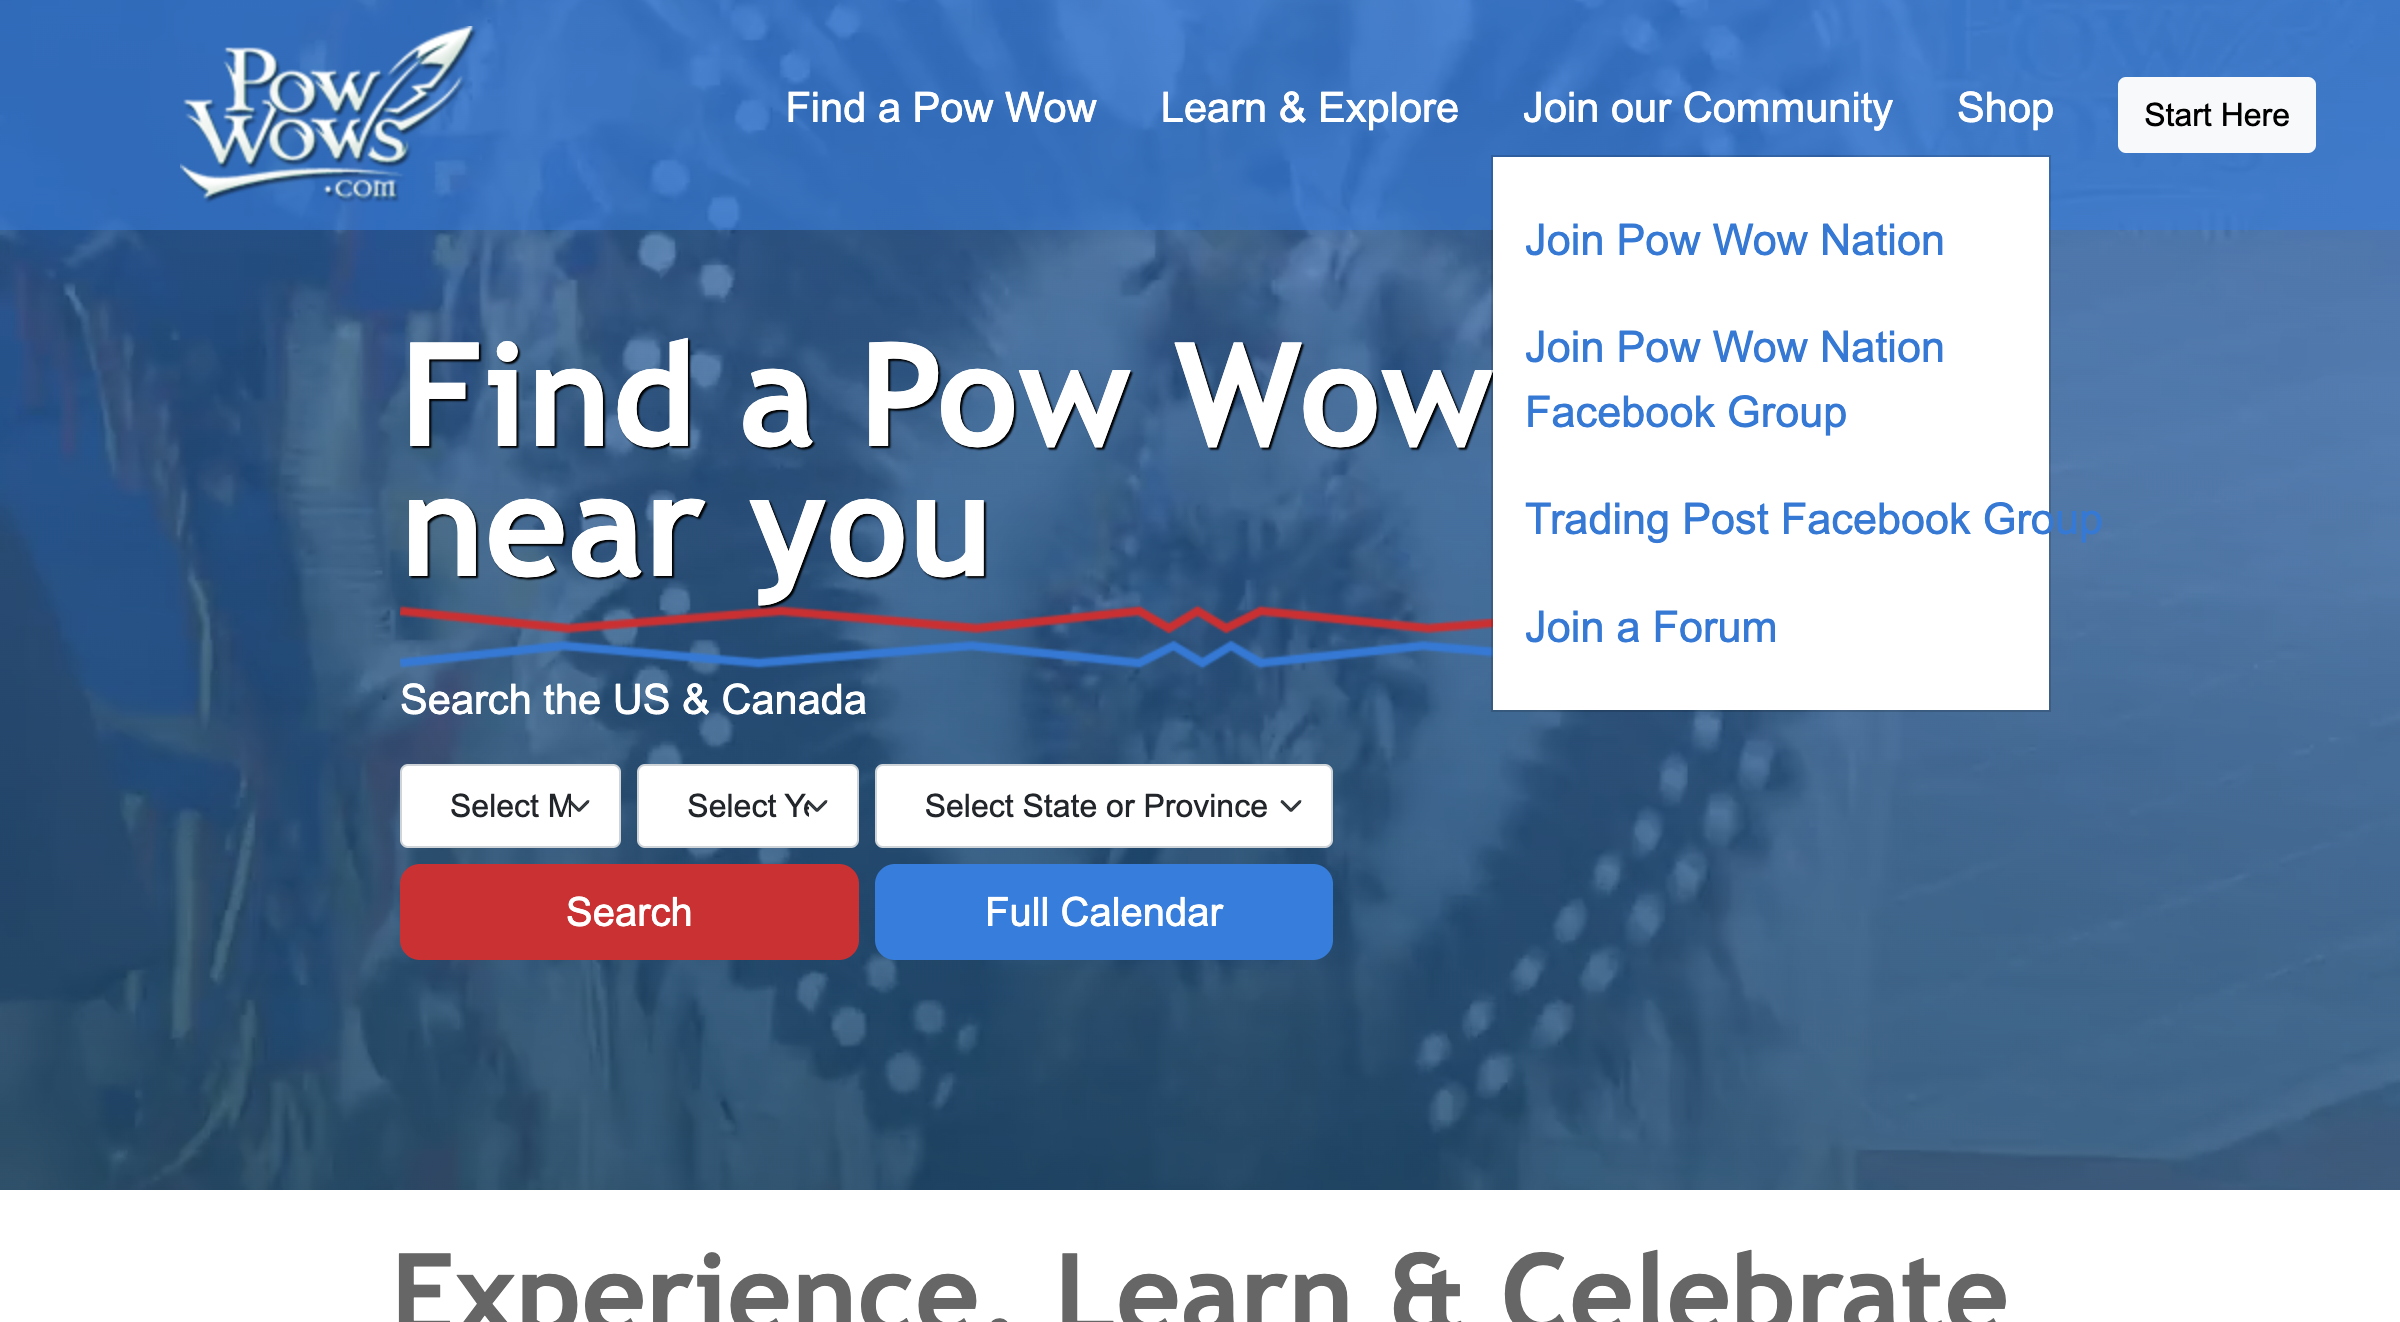 Pow
Wows
.com
Find a Pow Wow
Learn & Explore
Join our Community
Shop
Start Here
Join Pow Wow Nation
Join Pow Wow Nation
Facebook Group
Trading Post Facebook Group
Join a Forum
Find a Pow Wow
near you
Search the US & Canada
Select M
Select Ye
Select State or Province
Search
Full Calendar
Experience, Learn & Celebrate